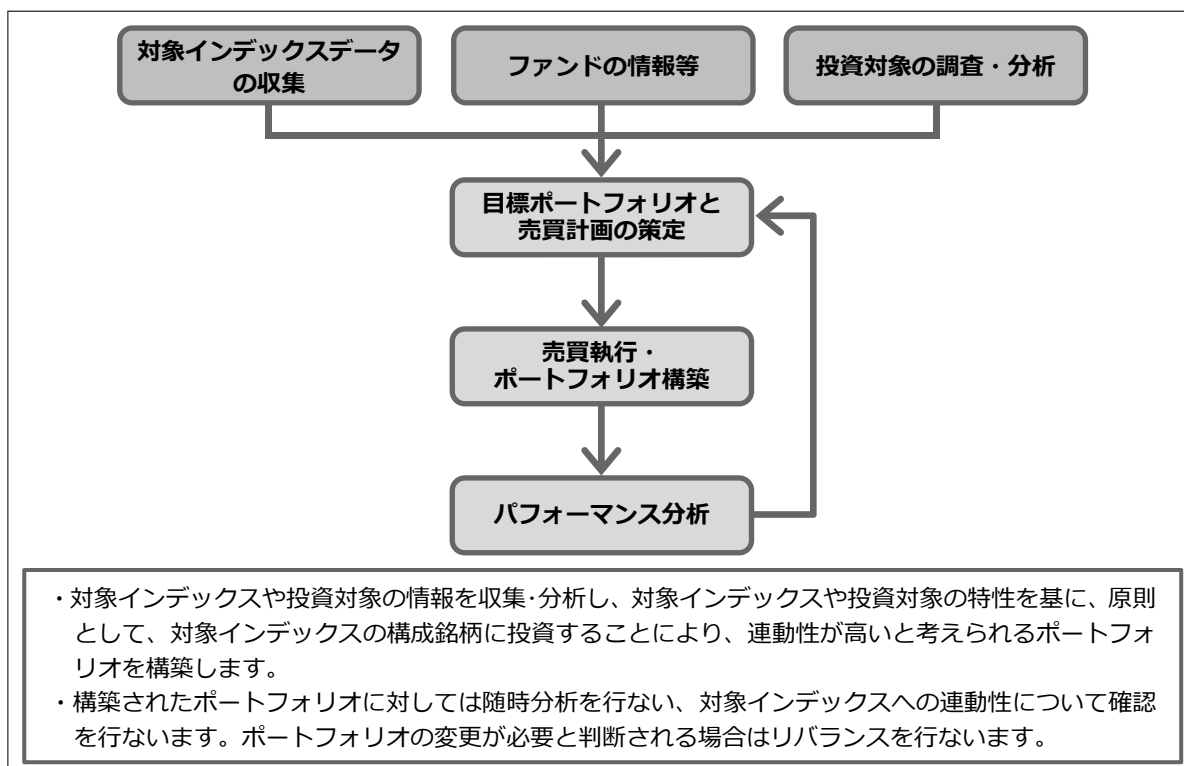 対象インデックスデータ
の収集
ファンドの情報等
投資対象の調査・分析
目標ポートフォリオと
売買計画の策定
売買執行・
ポートフォリオ構築
パフォーマンス分析
・対象インデックスや投資対象の情報を収集･分析し、対象インデックスや投資対象の特性を基に、原則
として、対象インデックスの構成銘柄に投資することにより、連動性が高いと考えられるポートフォ
リオを構築します。
・構築されたポートフォリオに対しては随時分析を行ない、対象インデックスへの連動性について確認
を行ないます。ポートフォリオの変更が必要と判断される場合はリバランスを行ないます。